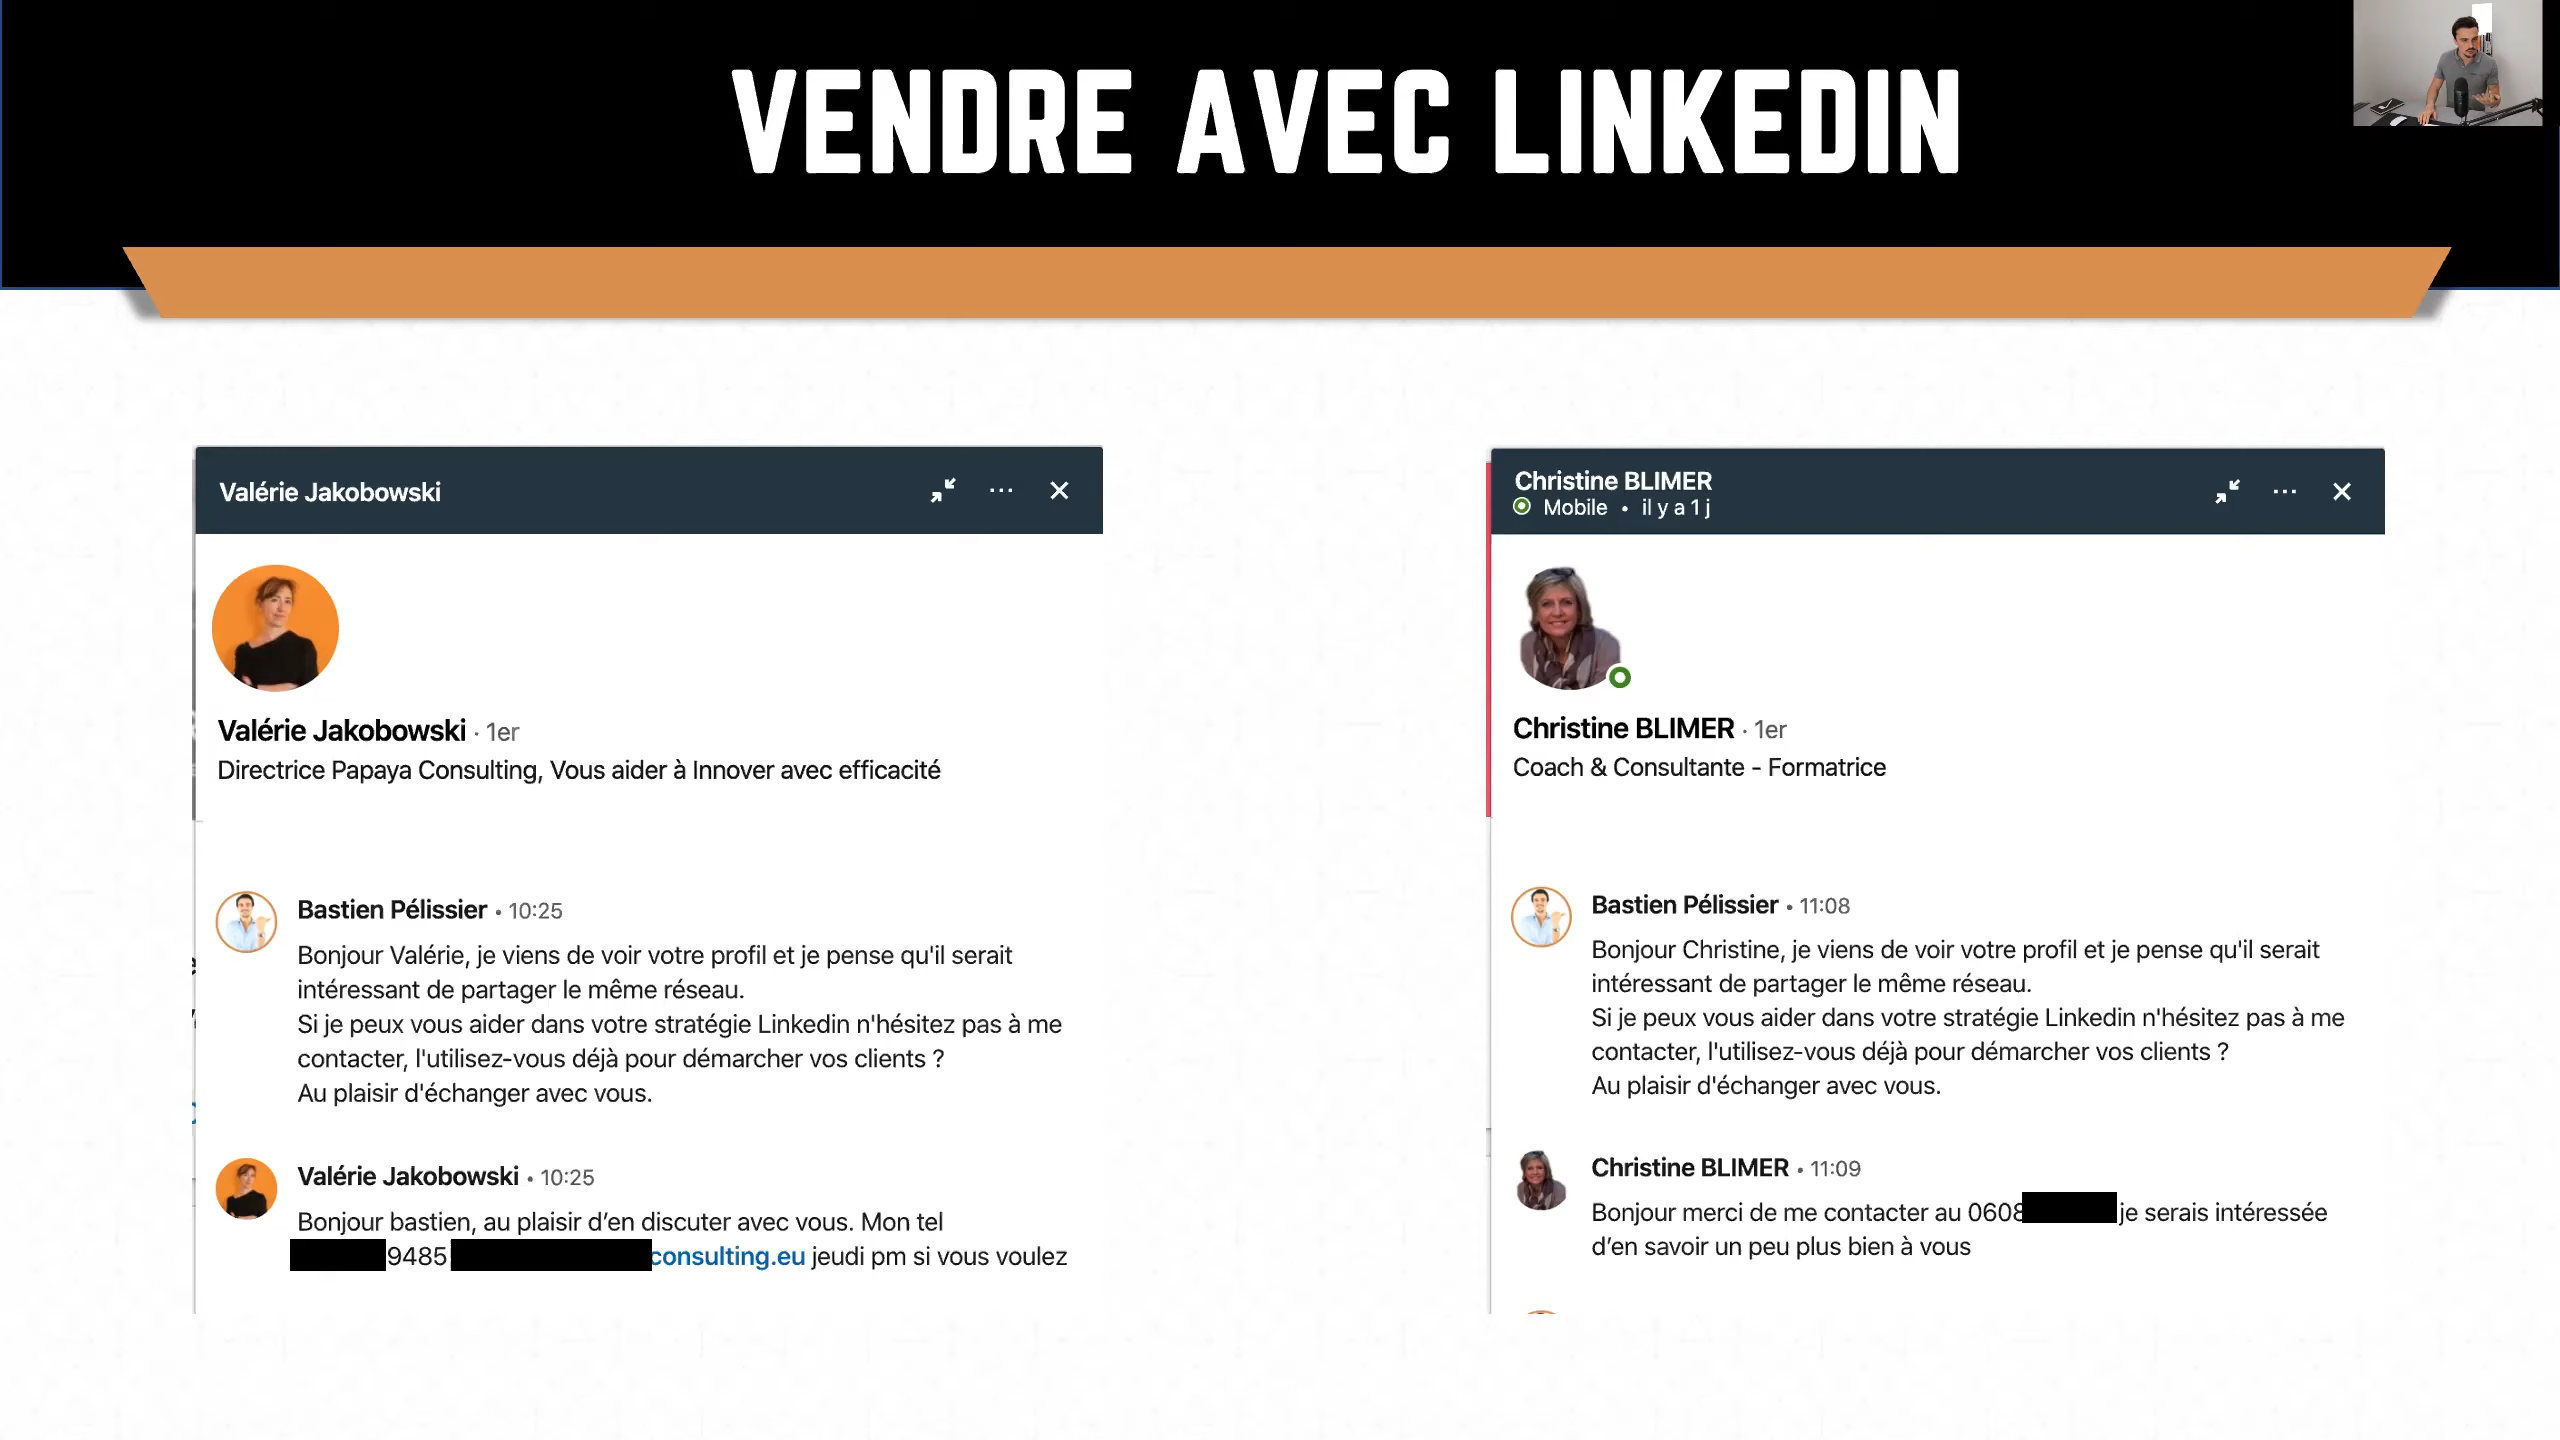 VENDRE AVEC LINKEDIN
Valérie Jakobowski
Valérie Jakobowski · 1er
Directrice Papaya Consulting, Vous aider à Innover avec efficacité
Bastien Pélissier • 10:25
Bonjour Valérie, je viens de voir votre profil et je pense qu'il serait
intéressant de partager le même réseau.
Si je peux vous aider dans votre stratégie Linkedin n'hésitez pas à me
contacter, l'utilisez-vous déjà pour démarcher vos clients ?
Au plaisir d'échanger avec vous.
Valérie Jakobowski • 10:25
Bonjour bastien, au plaisir d’en discuter avec vous. Mon tel
9485 consulting.eu jeudi pm si vous voulez
Christine BLIMER
Mobile • il y a 1 j
Christine BLIMER · 1er
Coach & Consultante - Formatrice
Bastien Pélissier • 11:08
Bonjour Christine, je viens de voir votre profil et je pense qu'il serait
intéressant de partager le même réseau.
Si je peux vous aider dans votre stratégie Linkedin n'hésitez pas à me
contacter, l'utilisez-vous déjà pour démarcher vos clients ?
Au plaisir d'échanger avec vous.
Christine BLIMER • 11:09
Bonjour merci de me contacter au 0608 je serais intéressée
d’en savoir un peu plus bien à vous